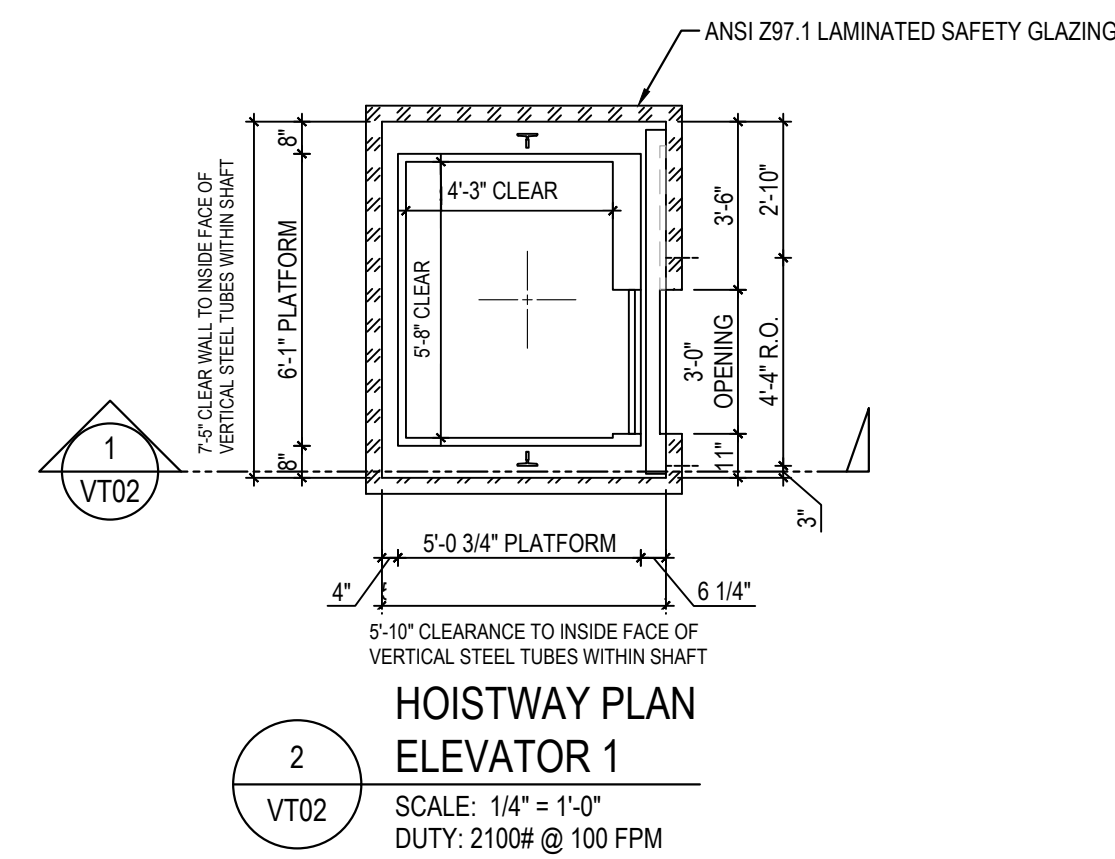 ANSI Z97.1 LAMINATED SAFETY GLAZING
7'-5" CLEAR WALL TO INSIDE FACE OF
VERTICAL STEEL TUBES WITHIN SHAFT
8"
6'-1" PLATFORM
8"
4'-3" CLEAR
5'-8" CLEAR
3'-6"
3'-0"
OPENING
11"
2'-10"
4'-4" R.O.
3"
1
VT02
5'-0 3/4" PLATFORM
4"
6 1/4"
5'-10" CLEARANCE TO INSIDE FACE OF
VERTICAL STEEL TUBES WITHIN SHAFT
HOISTWAY PLAN
ELEVATOR 1
2
VT02
SCALE: 1/4" = 1'-0"
DUTY: 2100# @ 100 FPM